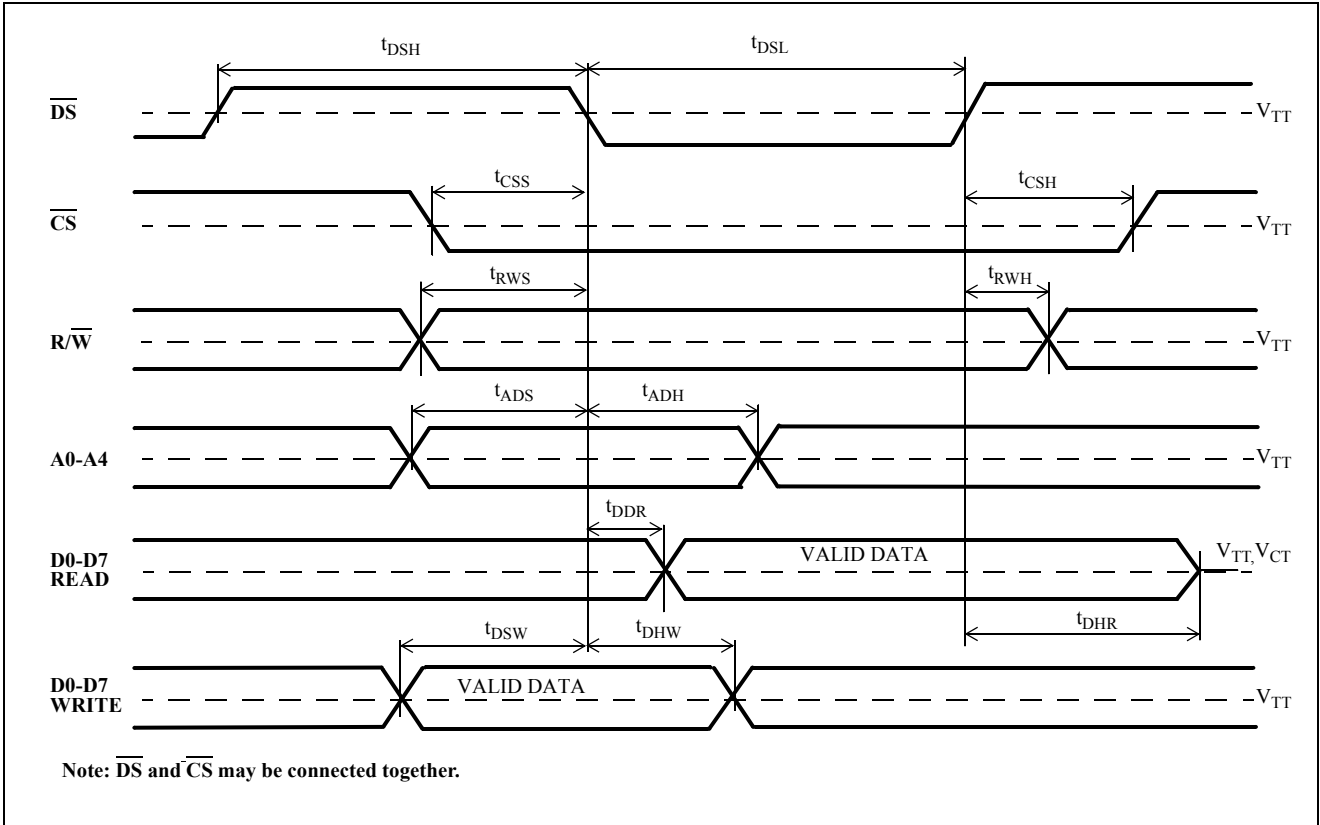 tDSH tDSL
DS VTT
tCSS tCSH
CS VTT
tRWS tRWH
R/W VTT
tADS tADH
A0-A4 VTT
tDDR
D0-D7
READ
VALID DATA VTT,VCT
tDHR
tDSW tDHW
D0-D7
WRITE
VALID DATA VTT
Note: DS and CS may be connected together.